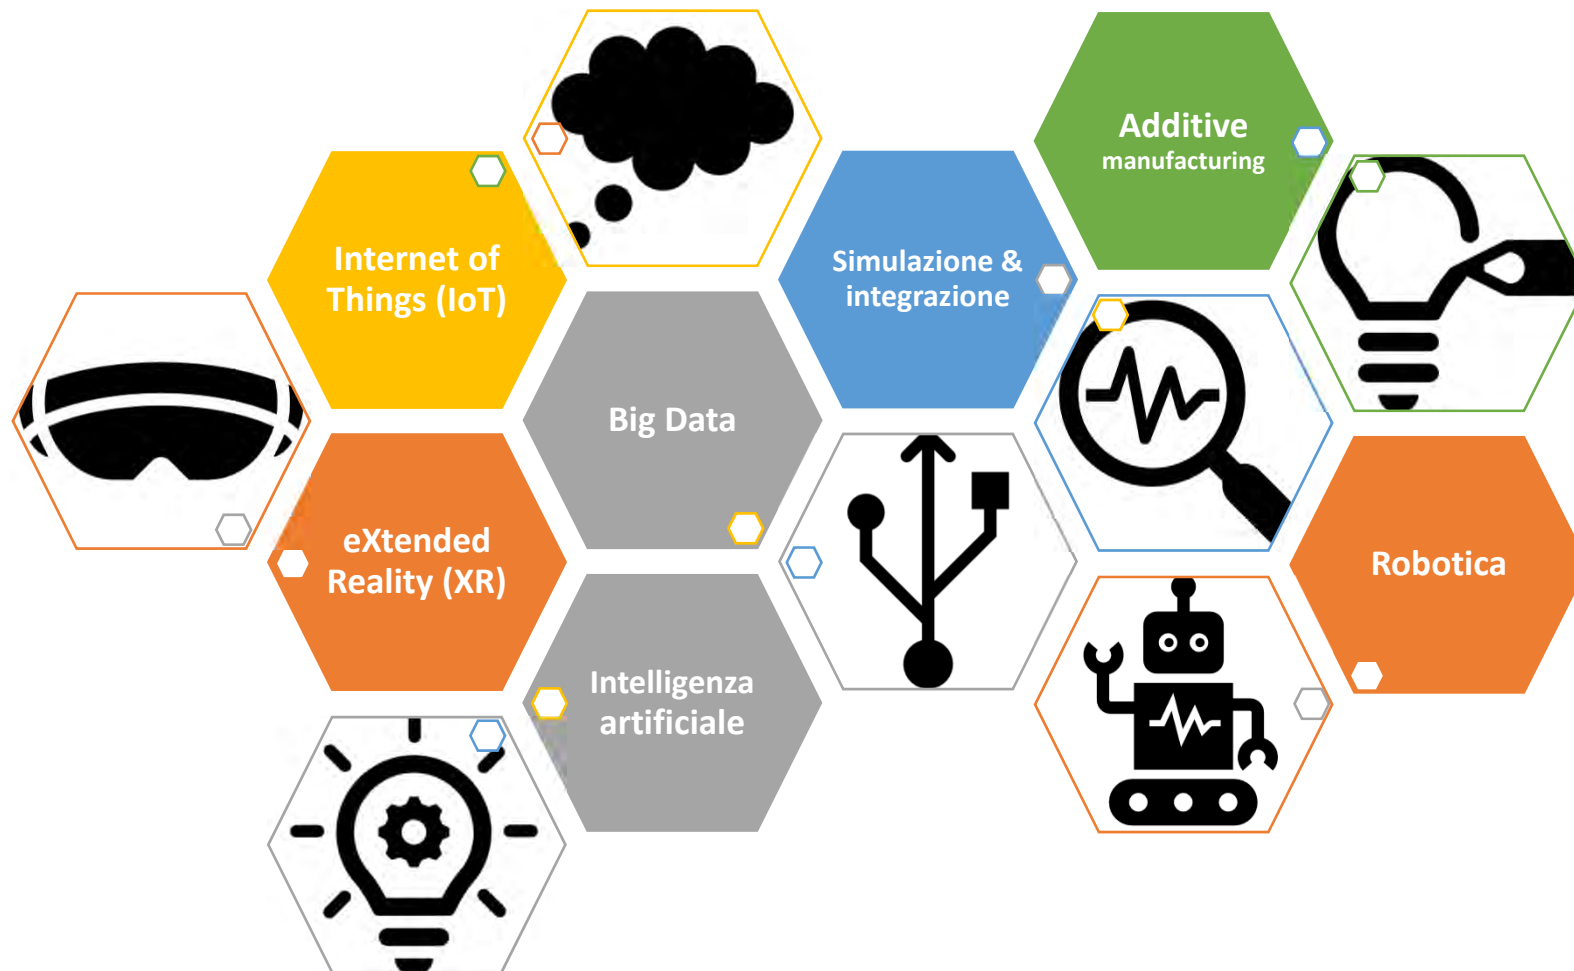 Additive
manufacturing
Internet of
Things (IoT)
Simulazione &
integrazione
Big Data
eXtended
Reality (XR)
Robotica
Intelligenza
artificiale